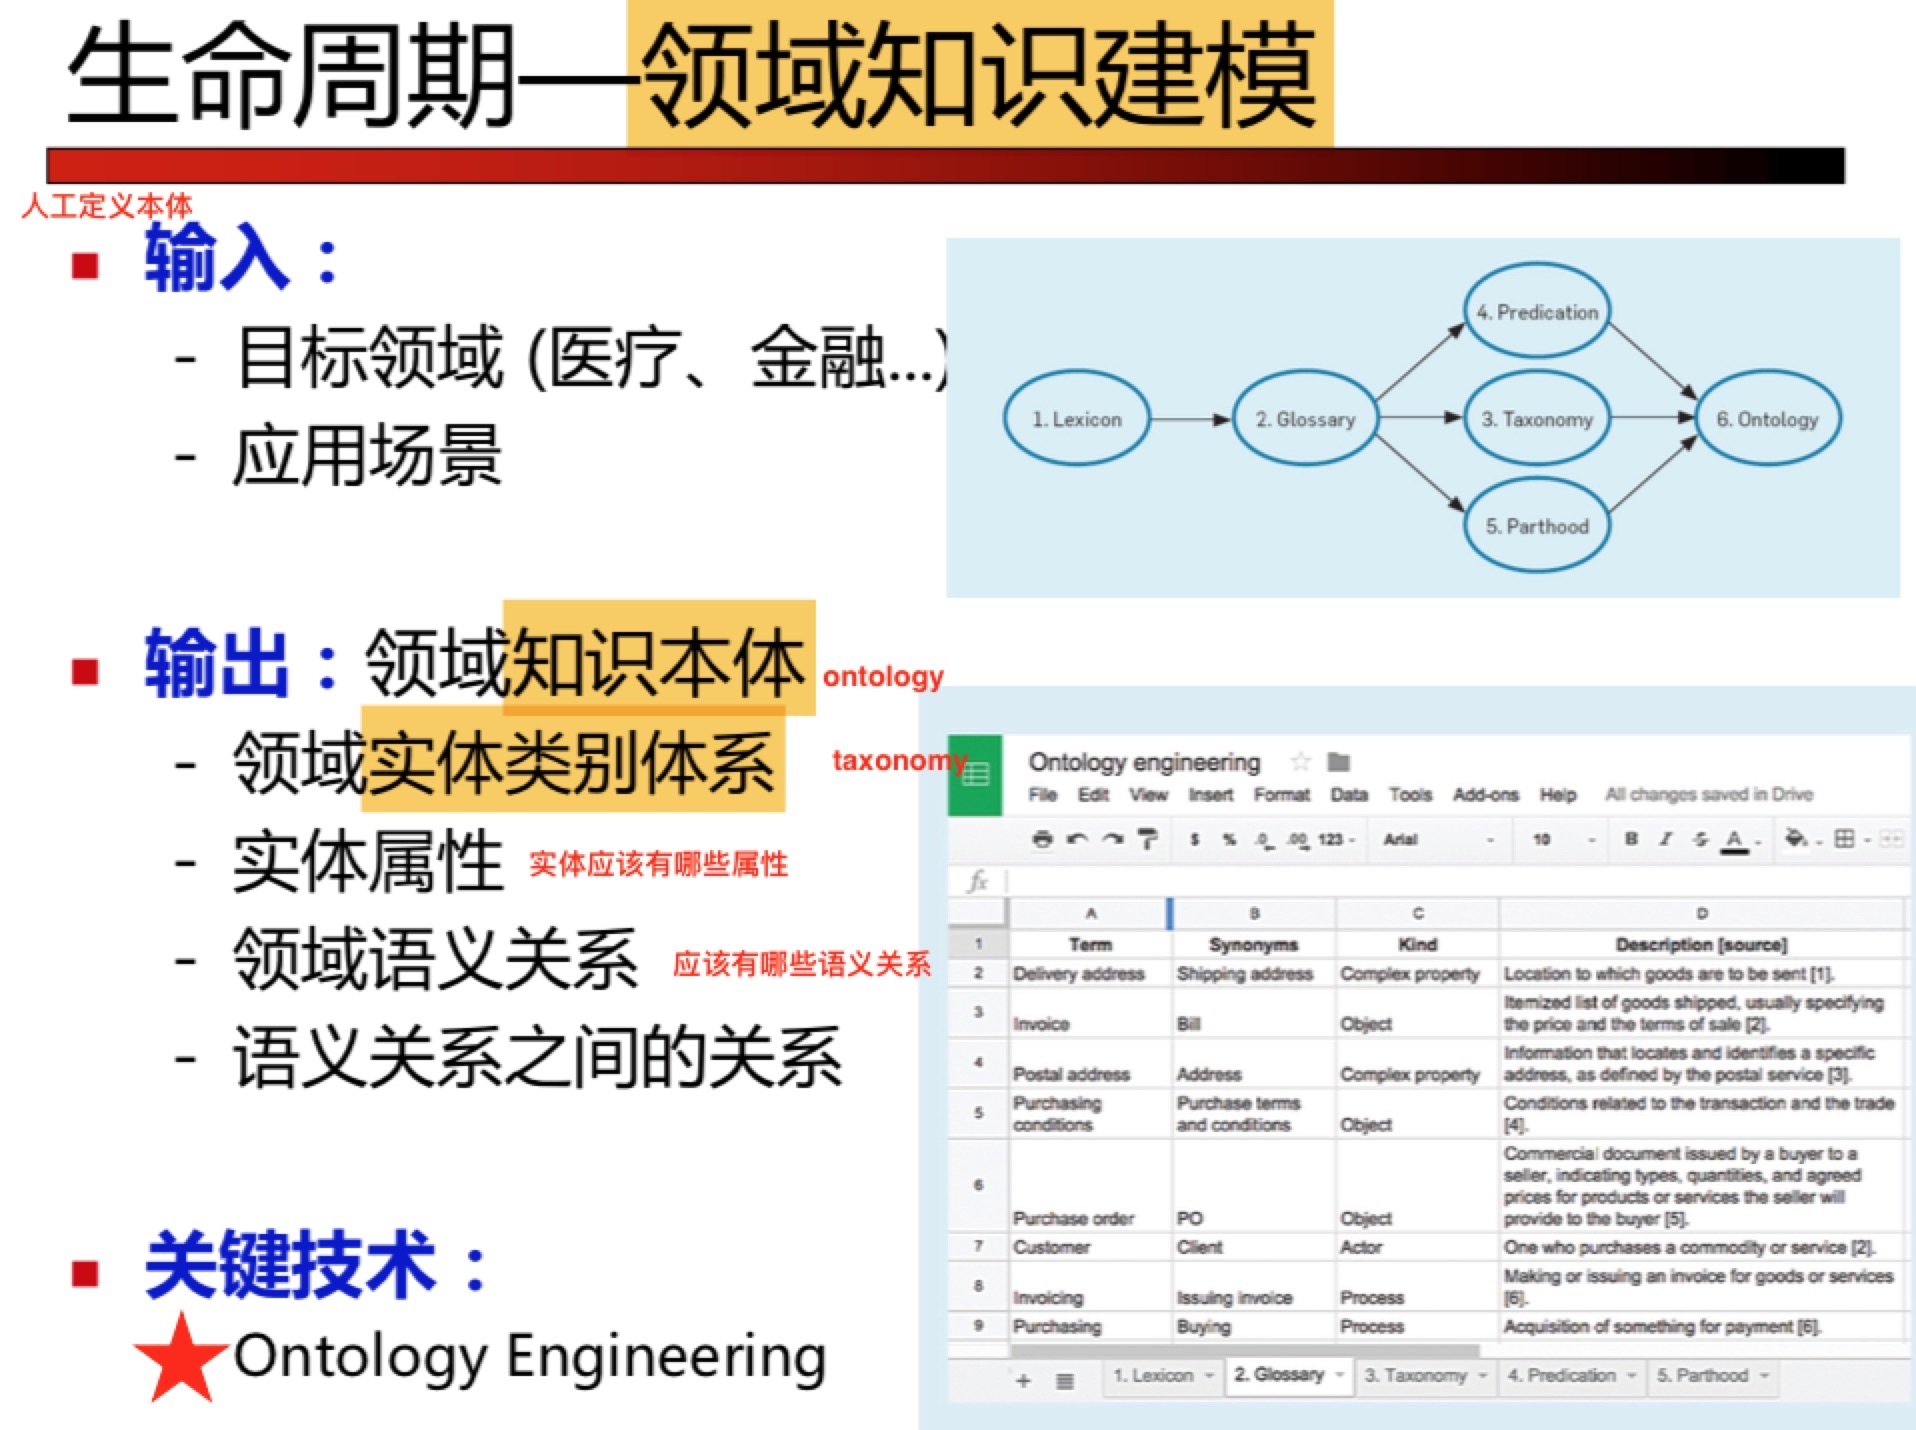 生命周期—领域知识建模
人工定义本体
输入：
- 目标领域 (医疗、金融...)
- 应用场景
输出：领域知识本体 ontology
- 领域实体类别体系 taxonomy
- 实体属性 实体应该有哪些属性
- 领域语义关系 应该有哪些语义关系
- 语义关系之间的关系
关键技术：
Ontology Engineering
1. Lexicon
2. Glossary
4. Predication
3. Taxonomy
5. Parthood
6. Ontology
Ontology engineering
File Edit View Insert Format Data Tools Add-ons Help All changes saved in Drive
$ % .0 .00 123 Arial 10 B I S A
fx
A B C D
1 Term Synonyms Kind Description [source]
2 Delivery address Shipping address Complex property Location to which goods are to be sent [1].
3 Invoice Bill Object Itemized list of goods shipped, usually specifying
the price and the terms of sale [2].
4 Postal address Address Complex property Information that locates and identifies a specific
address, as defined by the postal service [3].
5 Purchasing conditions Purchase terms and conditions Object Conditions related to the transaction and the trade
[4].
6 Purchase order PO Object Commercial document issued by a buyer to a
seller, indicating types, quantities, and agreed
prices for products or services the seller will
provide to the buyer [5].
7 Customer Client Actor One who purchases a commodity or service [2].
8 Invoicing Issuing invoice Process Making or issuing an invoice for goods or services
[6].
9 Purchasing Buying Process Acquisition of something for payment [6].
+ 1. Lexicon 2. Glossary 3. Taxonomy 4. Predication 5. Parthood